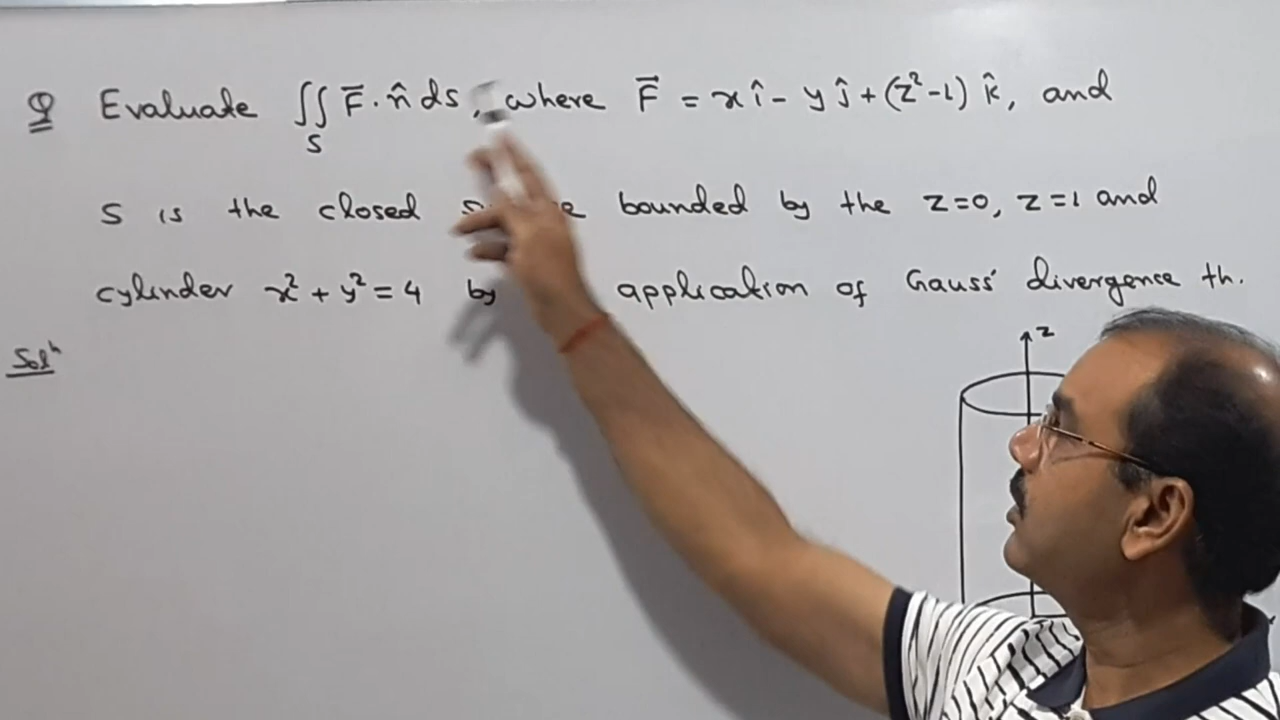 Q Evaluate ∬_S F⃗ · n̂ ds, where F⃗ = x î - y ĵ + (z² - 1) k̂, and
S is the closed bounded by the z=0, z=1 and
cylinder x² + y² = 4 by application of Gauss' divergence th.
Solⁿ
z